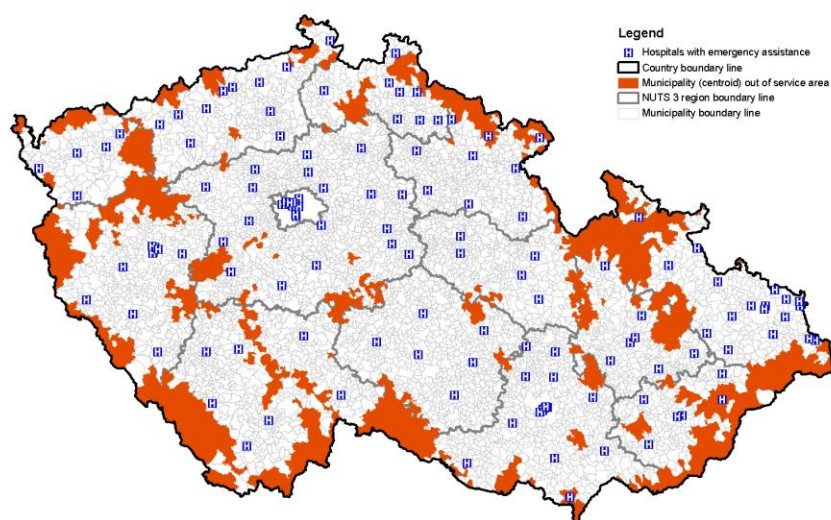 Legend
H Hospitals with emergency assistance
Country boundary line
Municipality (centroid) out of service area
NUTS 3 region boundary line
Municipality boundary line